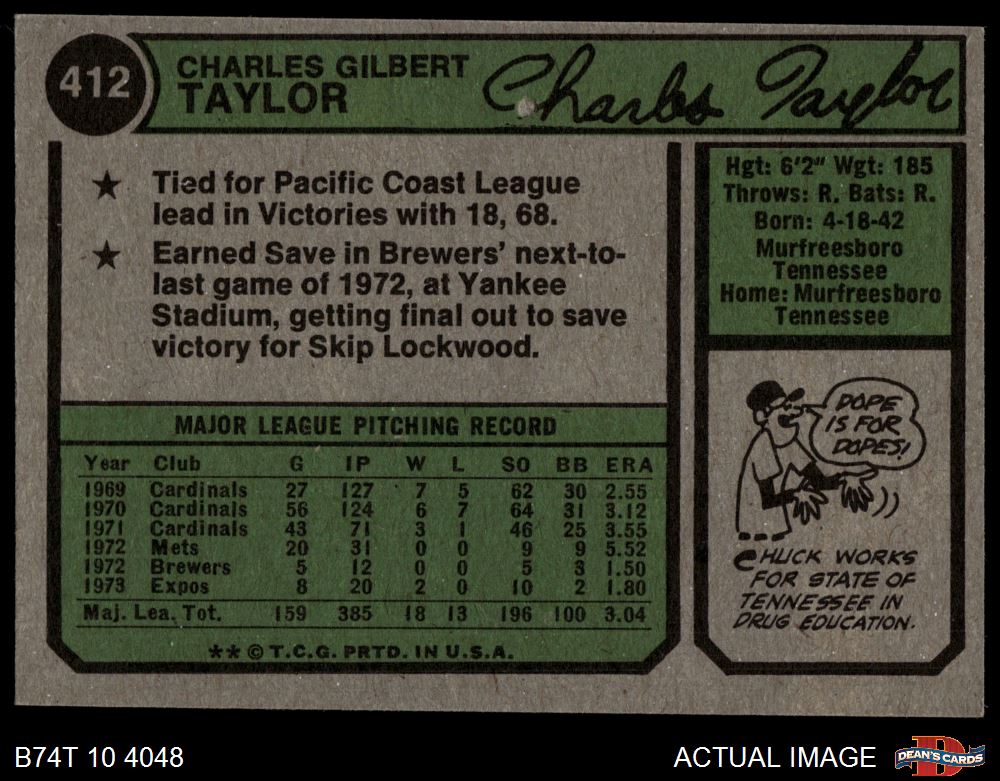 412
CHARLES GILBERT
TAYLOR
Charles Taylor
★ Tied for Pacific Coast League
lead in Victories with 18, 68.
★ Earned Save in Brewers' next-to-
last game of 1972, at Yankee
Stadium, getting final out to save
victory for Skip Lockwood.
Hgt: 6'2" Wgt: 185
Throws: R. Bats: R.
Born: 4-18-42
Murfreesboro
Tennessee
Home: Murfreesboro
Tennessee
MAJOR LEAGUE PITCHING RECORD
Year Club G IP W L SO BB ERA
1969 Cardinals 27 127 7 5 62 30 2.55
1970 Cardinals 56 124 6 7 64 31 3.12
1971 Cardinals 43 71 3 1 46 25 3.55
1972 Mets 20 31 0 0 9 9 5.52
1972 Brewers 5 12 0 0 5 3 1.50
1973 Expos 8 20 2 0 10 2 1.80
Maj. Lea. Tot. 159 385 18 13 196 100 3.04
** © T.C.G. PRTD. IN U.S.A.
DOPE
IS FOR
DOPES!
CHUCK WORKS
FOR STATE OF
TENNESSEE IN
DRUG EDUCATION.
B74T 10 4048
ACTUAL IMAGE
D
DEAN'S CARDS